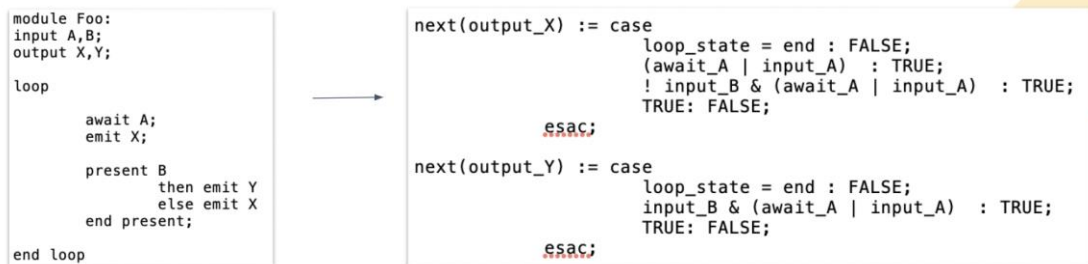 module Foo:
input A,B;
output X,Y;
loop
await A;
emit X;
present B
then emit Y
else emit X
end present;
end loop
next(output_X) := case
loop_state = end : FALSE;
(await_A | input_A) : TRUE;
! input_B & (await_A | input_A) : TRUE;
TRUE: FALSE;
esac;
next(output_Y) := case
loop_state = end : FALSE;
input_B & (await_A | input_A) : TRUE;
TRUE: FALSE;
esac;